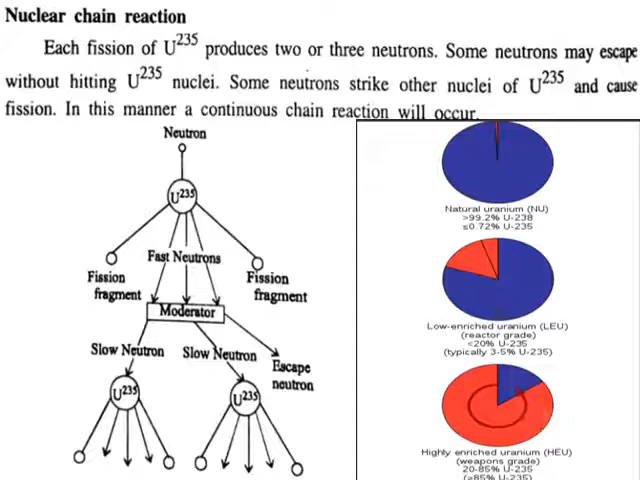 Nuclear chain reaction
Each fission of U235 produces two or three neutrons. Some neutrons may escape
without hitting U235 nuclei. Some neutrons strike other nuclei of U235 and cause
fission. In this manner a continuous chain reaction will occur.
Neutron
U235
Fast Neutrons
Fission
fragment
Fission
fragment
Moderator
Slow Neutron
Slow Neutron
Escape
neutron
U235
U235
Natural uranium (NU)
>99.2% U-238
≤0.72% U-235
Low-enriched uranium (LEU)
(reactor grade)
<20% U-235
(typically 3-5% U-235)
Highly enriched uranium (HEU)
(weapons grade)
20-85% U-235
(≥85% U-235)